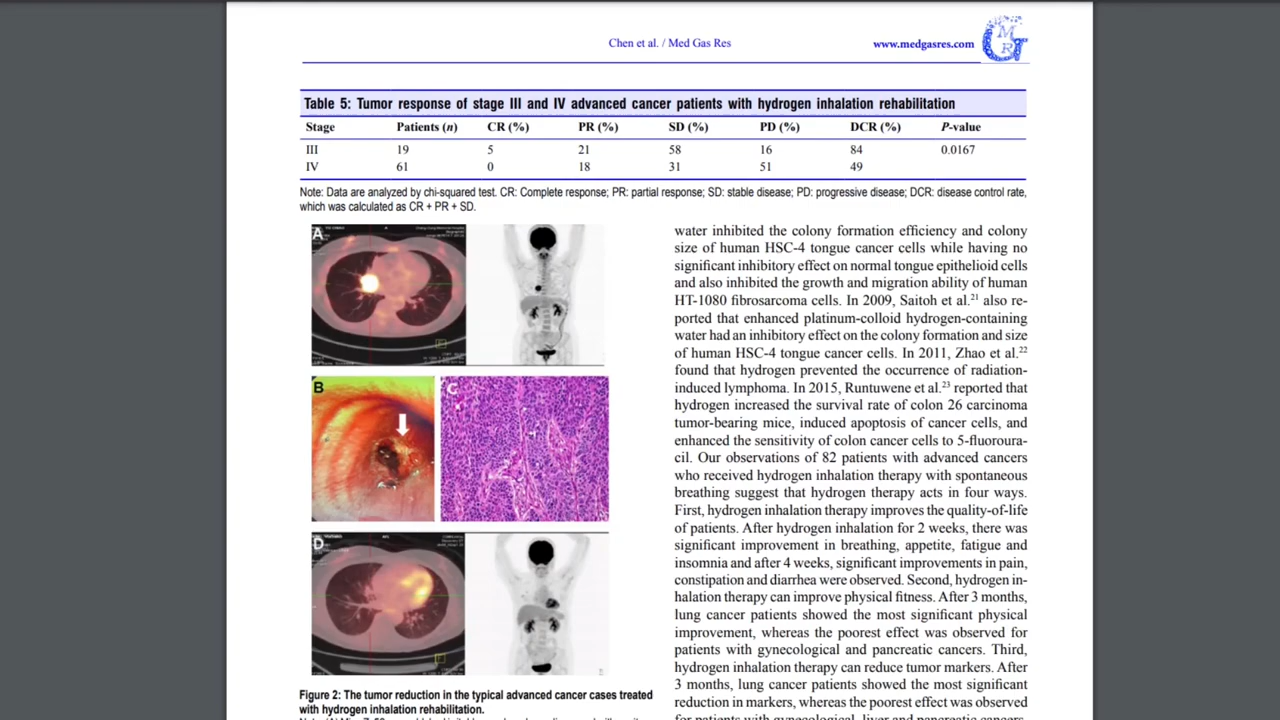 Chen et al. / Med Gas Res
www.medgasres.com
Table 5: Tumor response of stage III and IV advanced cancer patients with hydrogen inhalation rehabilitation
Stage Patients (n) CR (%) PR (%) SD (%) PD (%) DCR (%) P-value
III 19 5 21 58 16 84 0.0167
IV 61 0 18 31 51 49
Note: Data are analyzed by chi-squared test. CR: Complete response; PR: partial response; SD: stable disease; PD: progressive disease; DCR: disease control rate,
which was calculated as CR + PR + SD.
A
B
C
D
Figure 2: The tumor reduction in the typical advanced cancer cases treated
with hydrogen inhalation rehabilitation.
water inhibited the colony formation efficiency and colony
size of human HSC-4 tongue cancer cells while having no
significant inhibitory effect on normal tongue epithelioid cells
and also inhibited the growth and migration ability of human
HT-1080 fibrosarcoma cells. In 2009, Saitoh et al.21 also re-
ported that enhanced platinum-colloid hydrogen-containing
water had an inhibitory effect on the colony formation and size
of human HSC-4 tongue cancer cells. In 2011, Zhao et al.22
found that hydrogen prevented the occurrence of radiation-
induced lymphoma. In 2015, Runtuwene et al.23 reported that
hydrogen increased the survival rate of colon 26 carcinoma
tumor-bearing mice, induced apoptosis of cancer cells, and
enhanced the sensitivity of colon cancer cells to 5-fluoroura-
cil. Our observations of 82 patients with advanced cancers
who received hydrogen inhalation therapy with spontaneous
breathing suggest that hydrogen therapy acts in four ways.
First, hydrogen inhalation therapy improves the quality-of-life
of patients. After hydrogen inhalation for 2 weeks, there was
significant improvement in breathing, appetite, fatigue and
insomnia and after 4 weeks, significant improvements in pain,
constipation and diarrhea were observed. Second, hydrogen in-
halation therapy can improve physical fitness. After 3 months,
lung cancer patients showed the most significant physical
improvement, whereas the poorest effect was observed for
patients with gynecological and pancreatic cancers. Third,
hydrogen inhalation therapy can reduce tumor markers. After
3 months, lung cancer patients showed the most significant
reduction in markers, whereas the poorest effect was observed
for patients with gynecological, liver and pancreatic cancers.